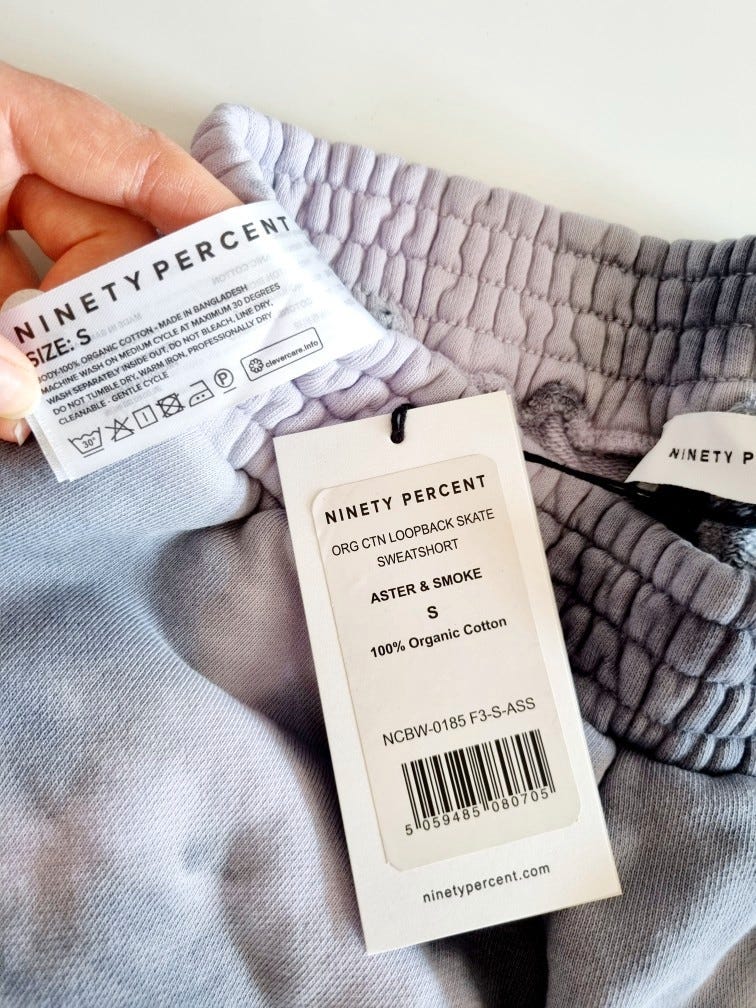 NINETY PERCENT
SIZE: S
BODY-100% ORGANIC COTTON - MADE IN BANGLADESH
MACHINE WASH ON MEDIUM CYCLE AT MAXIMUM 30 DEGREES
WASH SEPARATELY INSIDE OUT, DO NOT BLEACH, LINE DRY,
DO NOT TUMBLE DRY, WARM IRON, PROFESSIONALLY DRY
CLEANABLE - GENTLE CYCLE
30°
P
clevercare.info
NINETY P
NINETY PERCENT
ORG CTN LOOPBACK SKATE
SWEATSHORT
ASTER & SMOKE
S
100% Organic Cotton
NCBW-0185 F3-S-ASS
5 059485 080705
ninetypercent.com